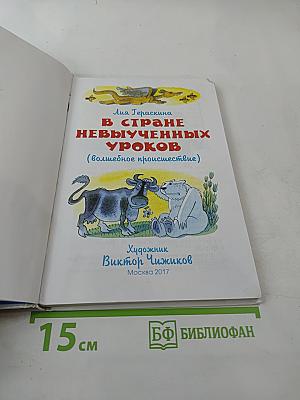 Лия Гераскина
В СТРАНЕ
НЕВЫУЧЕННЫХ
УРОКОВ
(волшебное происшествие)
Художник
Виктор Чижиков
Москва 2017
15 см
БФ БИБЛИОФАН